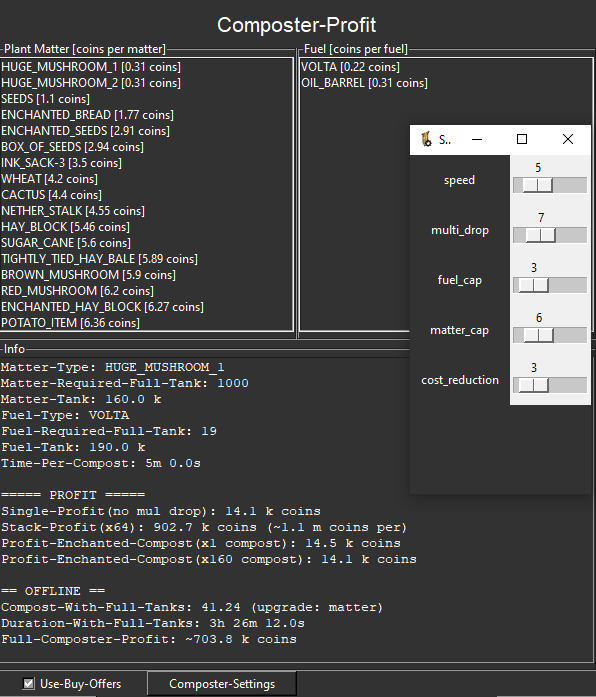 Composter-Profit
Plant Matter [coins per matter]
HUGE_MUSHROOM_1 [0.31 coins]
HUGE_MUSHROOM_2 [0.31 coins]
SEEDS [1.1 coins]
ENCHANTED_BREAD [1.77 coins]
ENCHANTED_SEEDS [2.91 coins]
BOX_OF_SEEDS [2.94 coins]
INK_SACK-3 [3.5 coins]
WHEAT [4.2 coins]
CACTUS [4.4 coins]
NETHER_STALK [4.55 coins]
HAY_BLOCK [5.46 coins]
SUGAR_CANE [5.6 coins]
TIGHTLY_TIED_HAY_BALE [5.89 coins]
BROWN_MUSHROOM [5.9 coins]
RED_MUSHROOM [6.2 coins]
ENCHANTED_HAY_BLOCK [6.27 coins]
POTATO_ITEM [6.36 coins]
Fuel [coins per fuel]
VOLTA [0.22 coins]
OIL_BARREL [0.31 coins]
S..
5
speed
7
multi_drop
3
fuel_cap
6
matter_cap
3
cost_reduction
Info
Matter-Type: HUGE_MUSHROOM_1
Matter-Required-Full-Tank: 1000
Matter-Tank: 160.0 k
Fuel-Type: VOLTA
Fuel-Required-Full-Tank: 19
Fuel-Tank: 190.0 k
Time-Per-Compost: 5m 0.0s
===== PROFIT =====
Single-Profit(no mul drop): 14.1 k coins
Stack-Profit(x64): 902.7 k coins (~1.1 m coins per)
Profit-Enchanted-Compost(x1 compost): 14.5 k coins
Profit-Enchanted-Compost(x160 compost): 14.1 k coins
== OFFLINE ==
Compost-With-Full-Tanks: 41.24 (upgrade: matter)
Duration-With-Full-Tanks: 3h 26m 12.0s
Full-Composter-Profit: ~703.8 k coins
Use-Buy-Offers
Composter-Settings